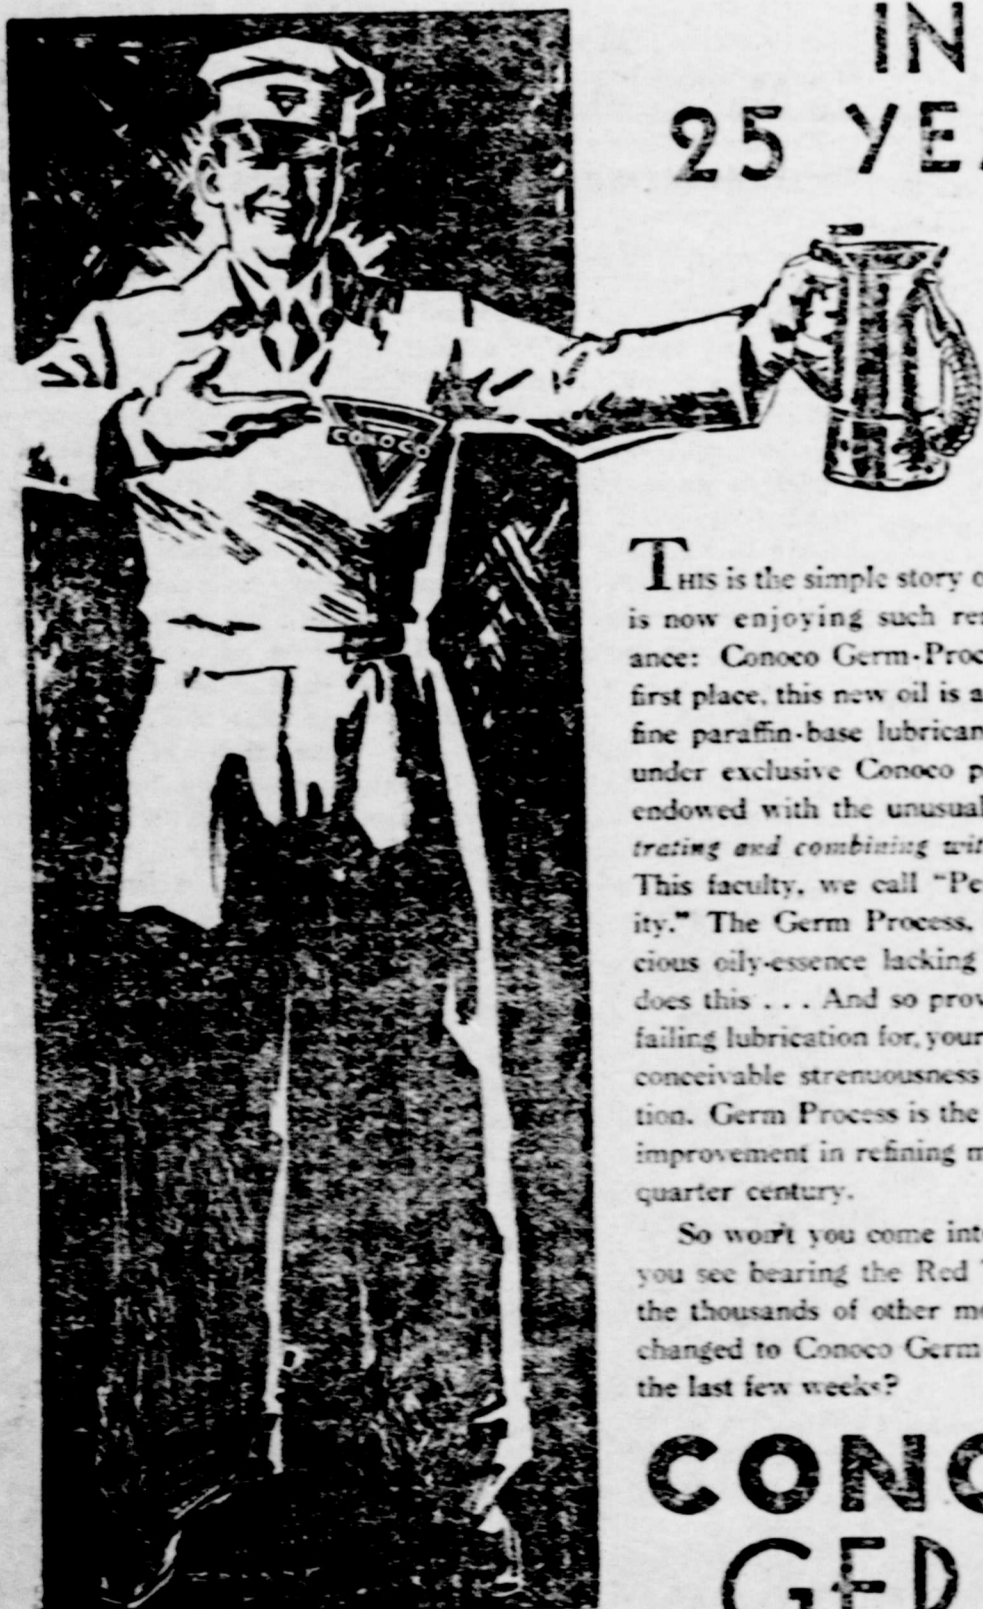 IN
25 YEA
CONOCO
THIS is the simple story o
is now enjoying such re
ance: Conoco Germ-Proc
first place, this new oil is a
fine paraffin-base lubrican
under exclusive Conoco p
endowed with the unusual
trating and combining wit
This faculty, we call "Pe
ity." The Germ Process,
cious oily-essence lacking
does this . . . And so prov
failing lubrication for your
conceivable strenuousness
tion. Germ Process is the
improvement in refining m
quarter century.
So won't you come int
you see bearing the Red
the thousands of other mo
changed to Conoco Germ
the last few weeks?
CONO
GER